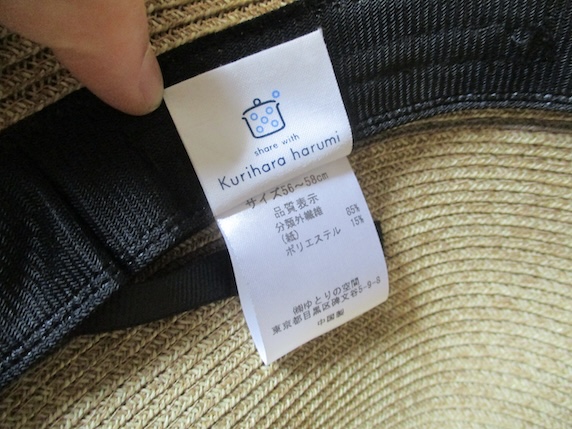 share with
Kurihara harumi
サイズ56～58cm
品質表示
分類外繊維 85%
(紙)
ポリエステル 15%
㈱ゆとりの空間
東京都目黒区碑文谷5-9-8
中国製